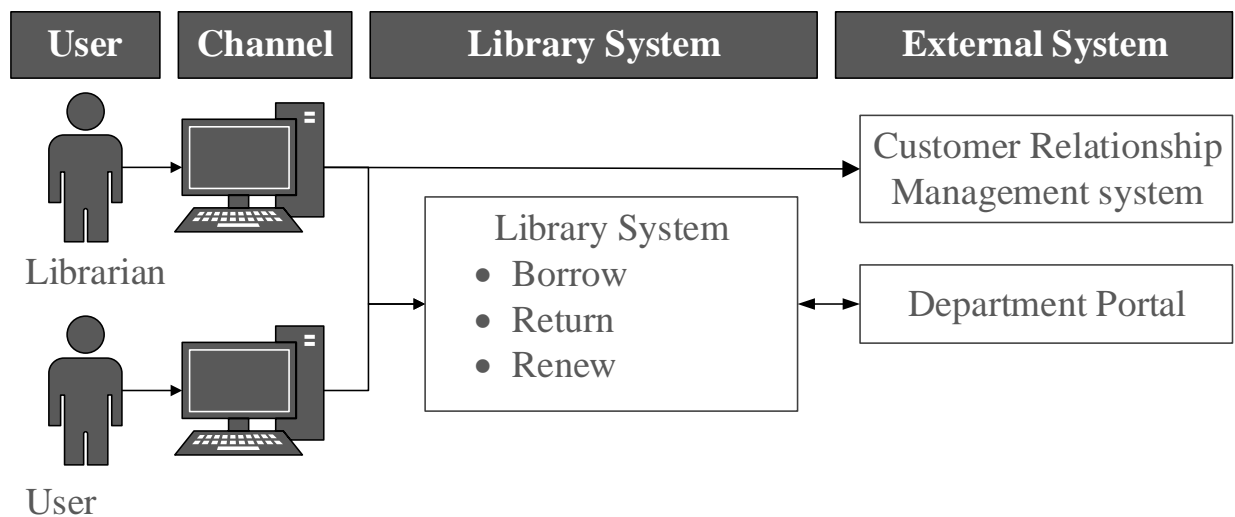 User
Channel
Library System
External System
Customer Relationship
Management system
Librarian
Library System
• Borrow
• Return
• Renew
Department Portal
User